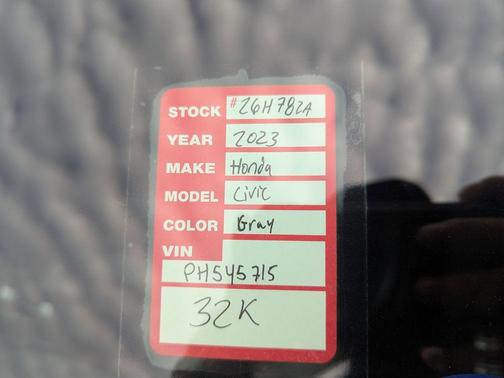 STOCK #26H782A
YEAR 2023
MAKE Honda
MODEL Civic
COLOR Gray
VIN
PH545715
32K